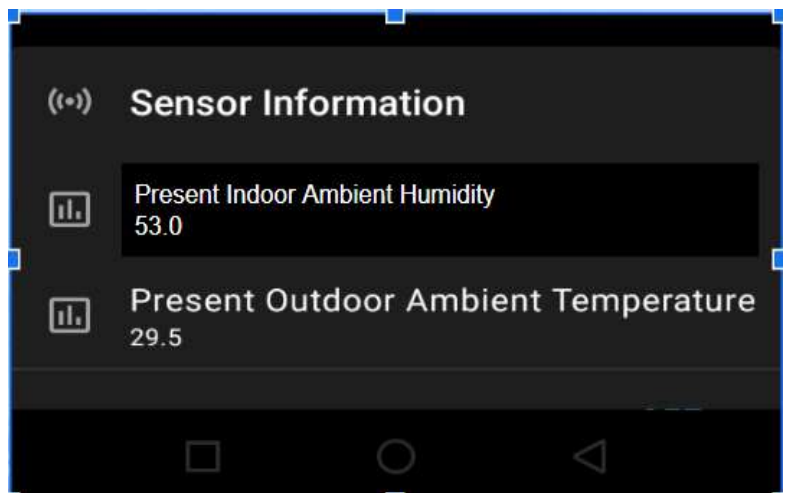 Sensor Information
Present Indoor Ambient Humidity
53.0
Present Outdoor Ambient Temperature
29.5